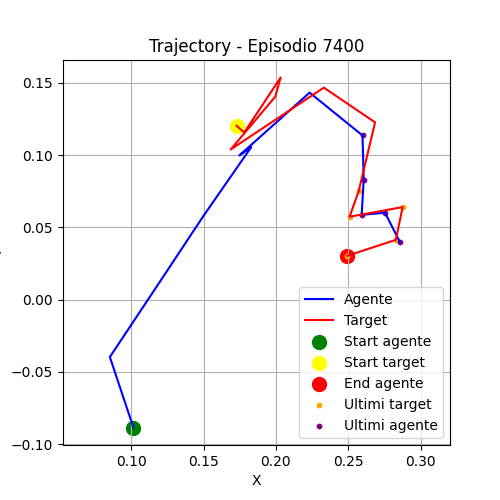 Trajectory - Episodio 7400
0.15
0.10
0.05
0.00
−0.05
−0.10
0.10
0.15
0.20
0.25
0.30
X
Agente
Target
Start agente
Start target
End agente
Ultimi target
Ultimi agente